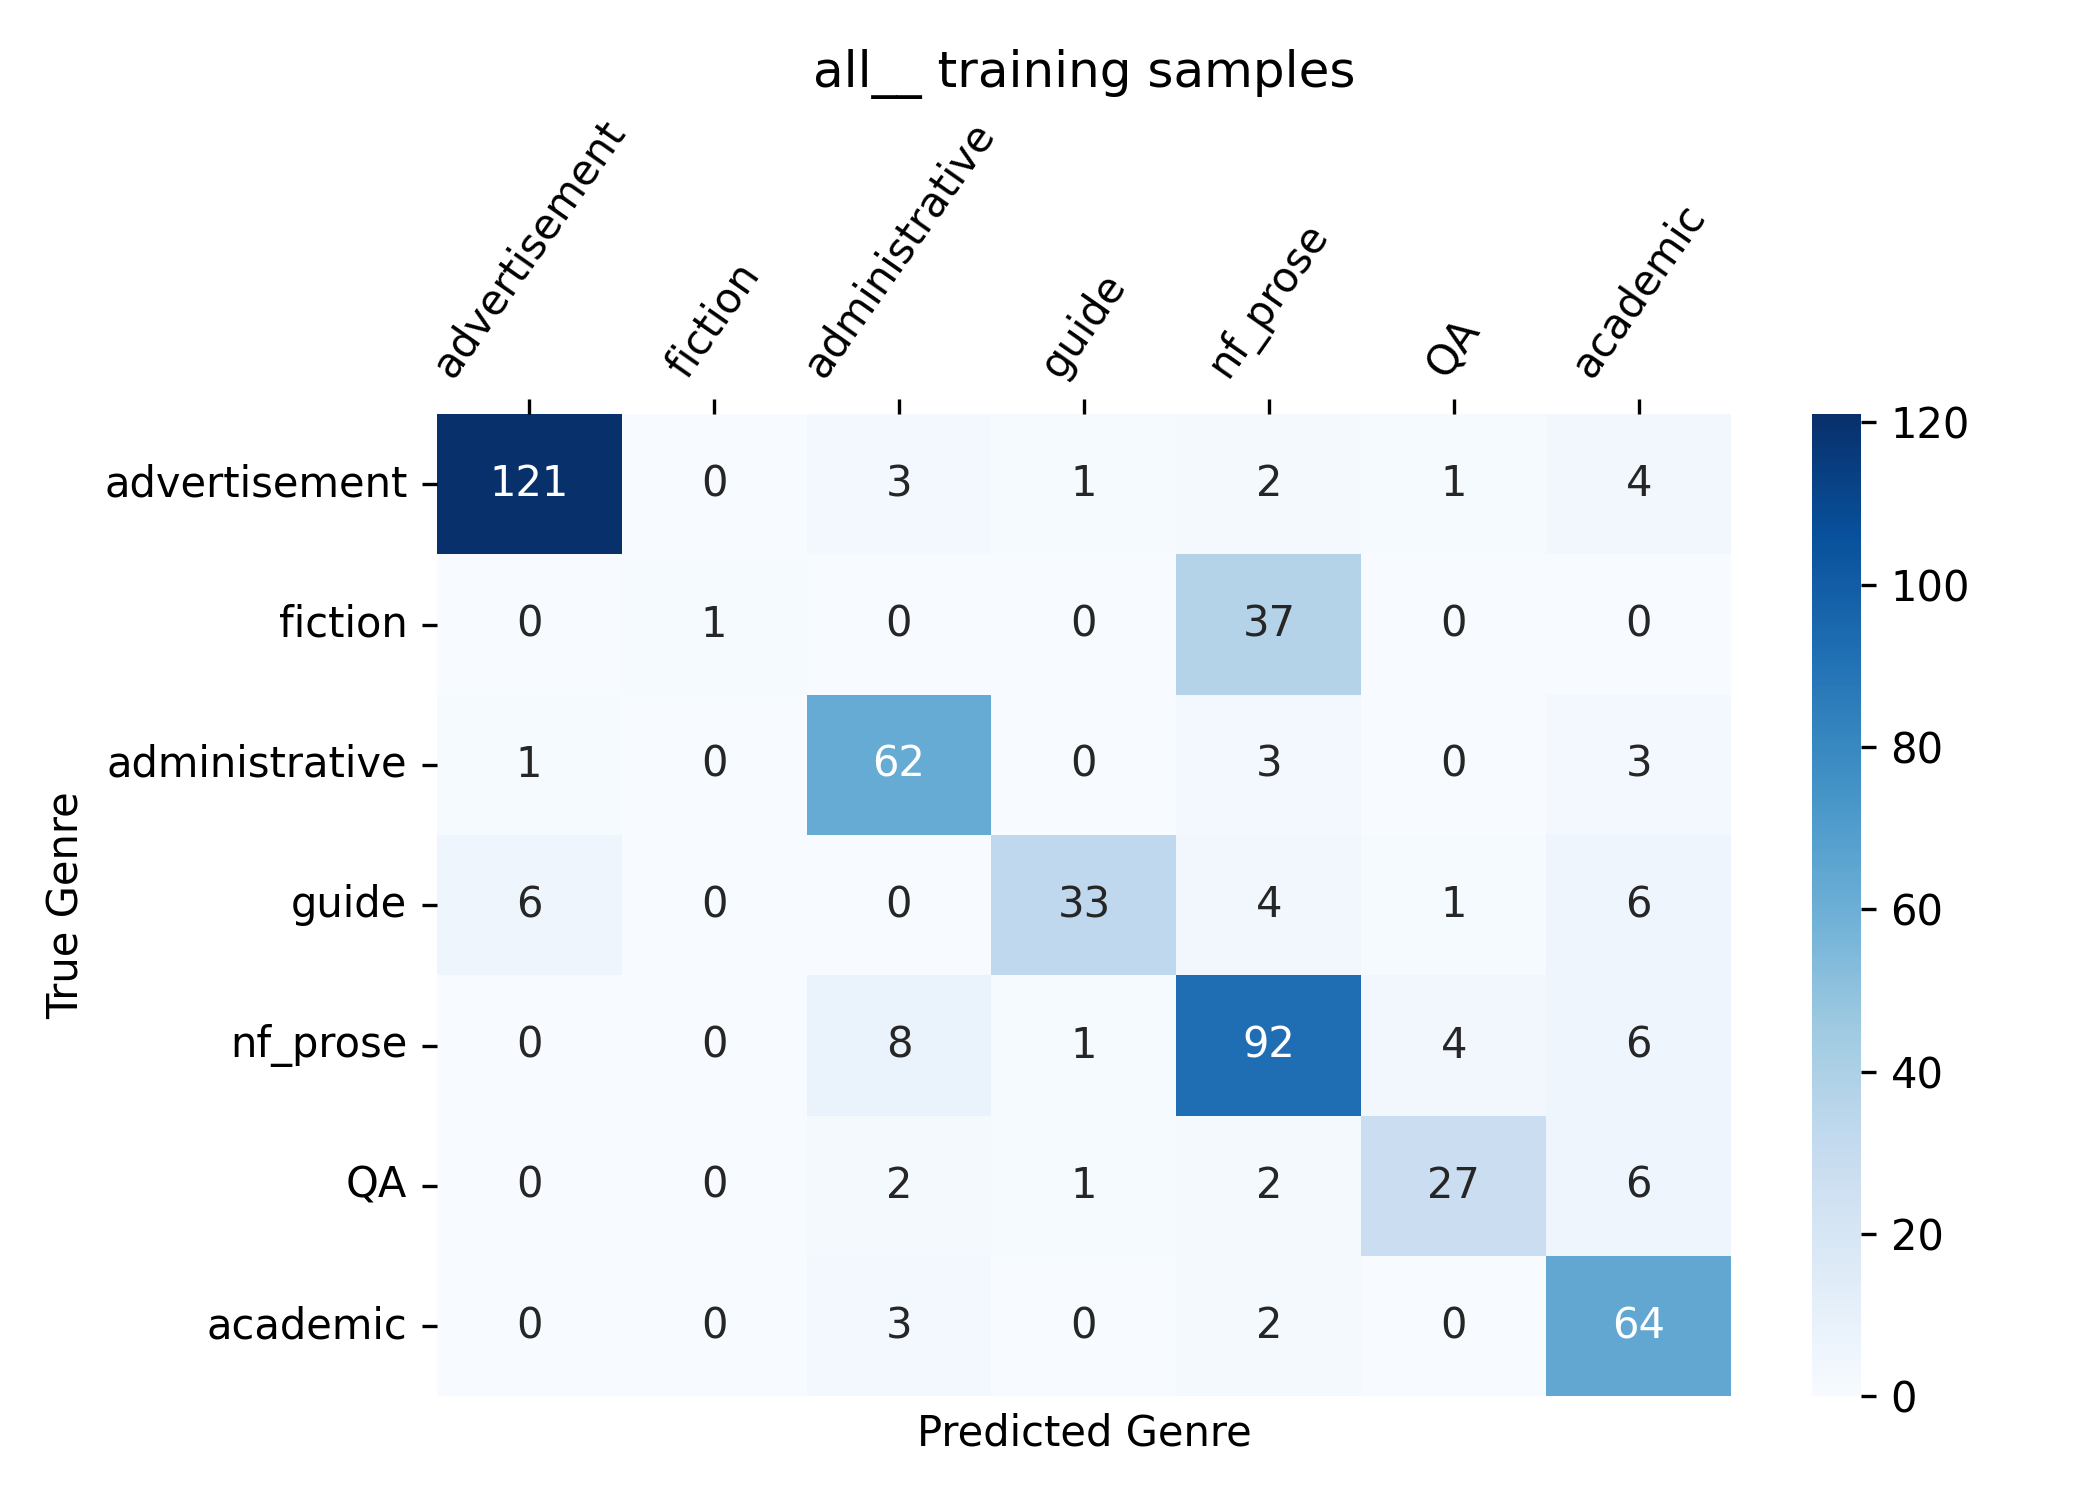 all__ training samples
advertisement fiction administrative guide nf_prose QA academic
advertisement 121 0 3 1 2 1 4
fiction 0 1 0 0 37 0 0
administrative 1 0 62 0 3 0 3
guide 6 0 0 33 4 1 6
nf_prose 0 0 8 1 92 4 6
QA 0 0 2 1 2 27 6
academic 0 0 3 0 2 0 64
True Genre
Predicted Genre
120
100
80
60
40
20
0